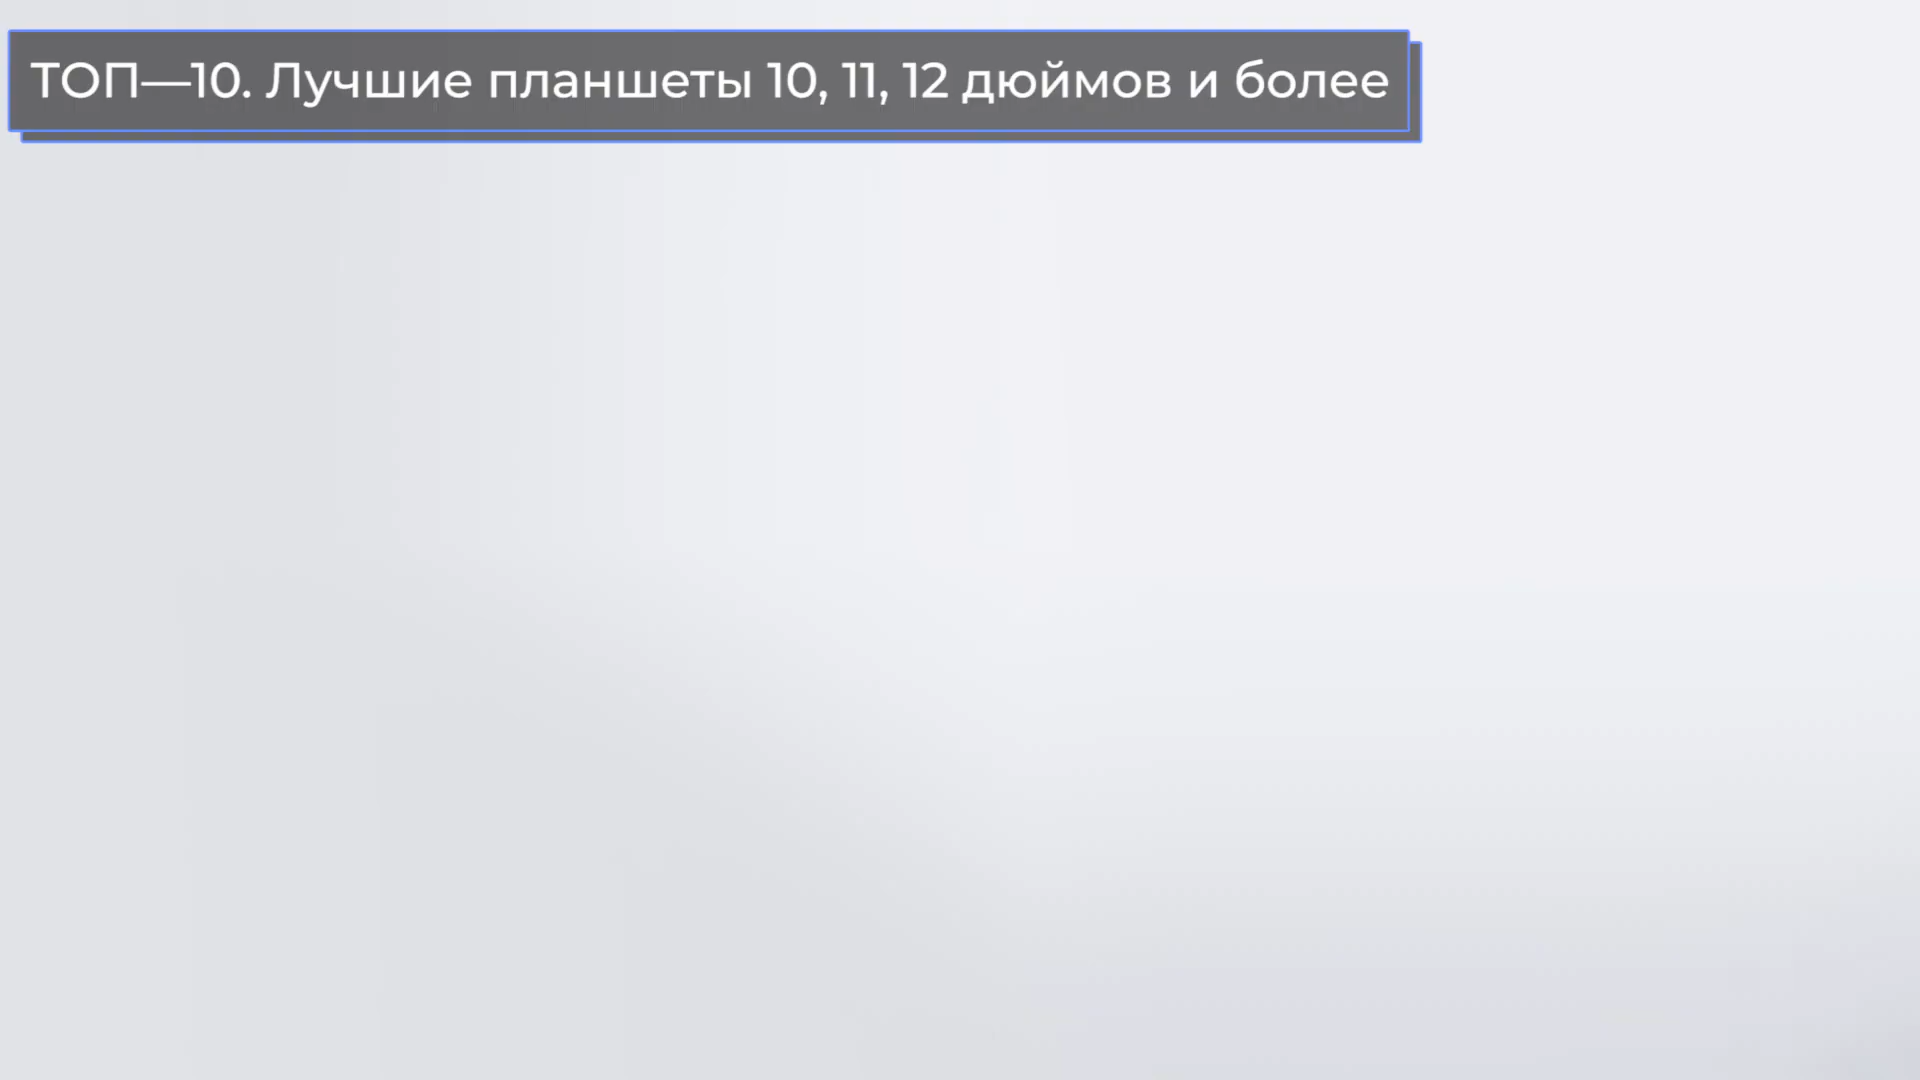 ТОП—10. Лучшие планшеты 10, 11, 12 дюймов и более